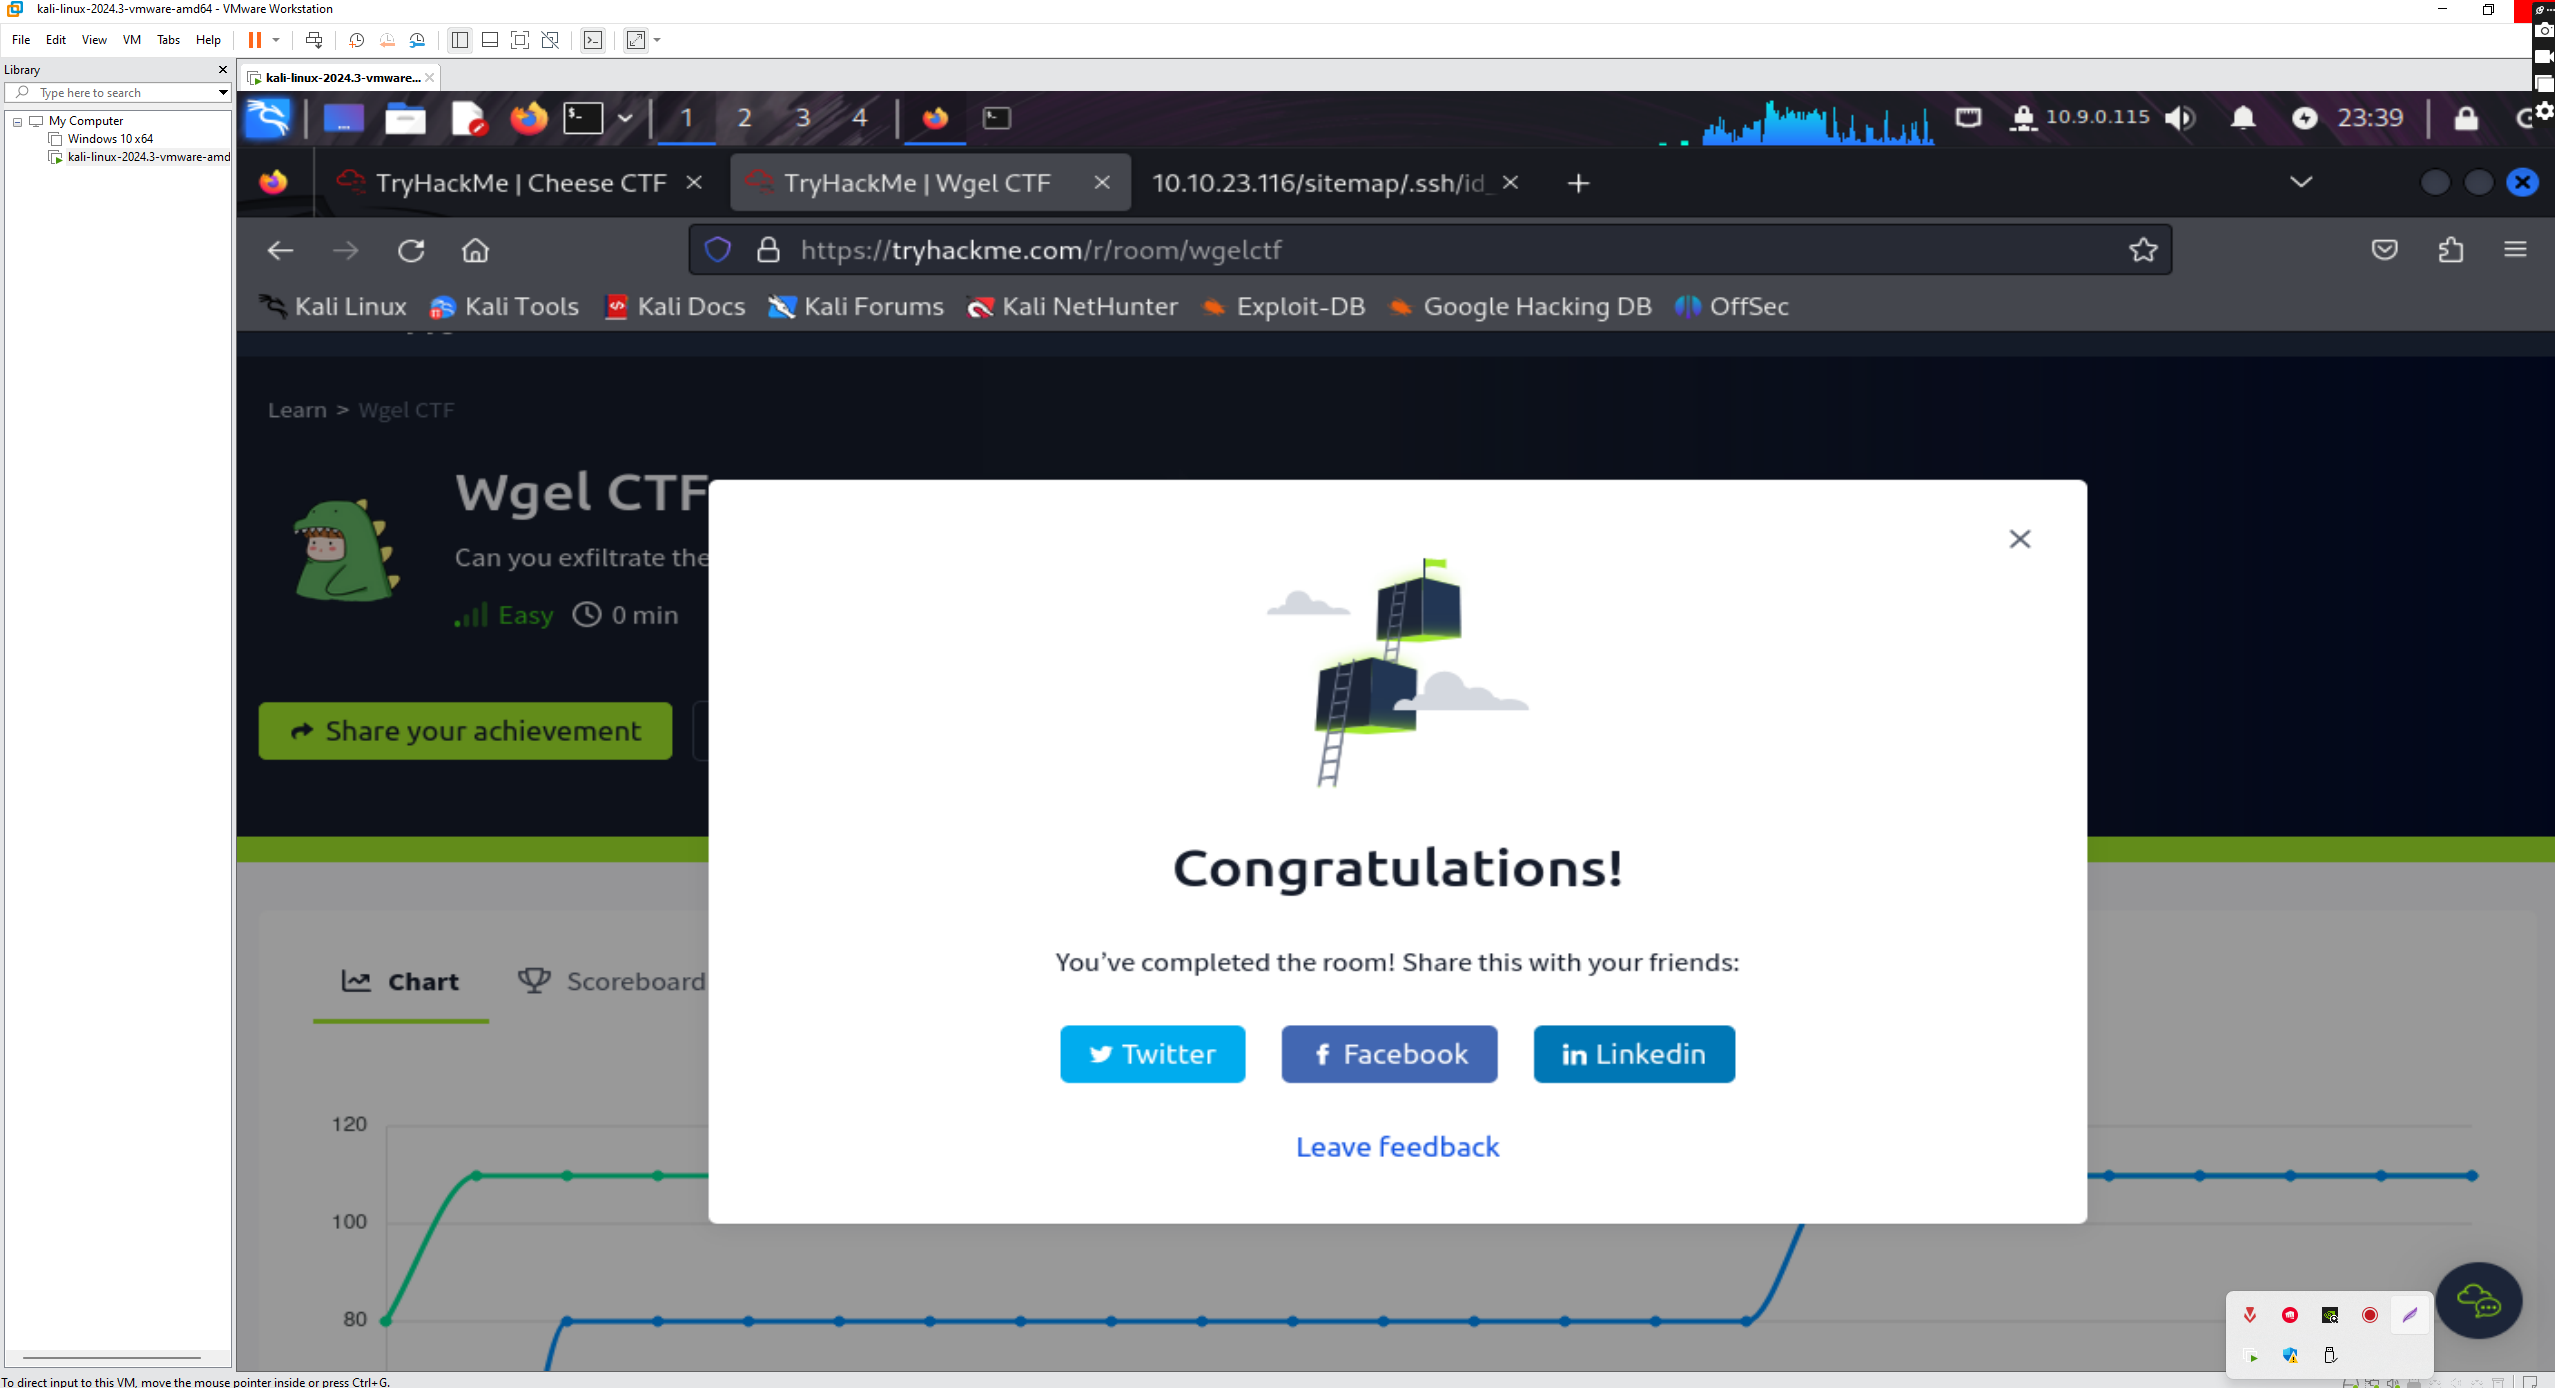 kali-linux-2024.3-vmware-amd64 - VMware Workstation
File Edit View VM Tabs Help
Library
kali-linux-2024.3-vmware...
Type here to search
My Computer
Windows 10 x64
kali-linux-2024.3-vmware-amd
1 2 3 4
10.9.0.115
23:39
TryHackMe | Cheese CTF
TryHackMe | Wgel CTF
10.10.23.116/sitemap/.ssh/id_
https://tryhackme.com/r/room/wgelctf
Kali Linux Kali Tools Kali Docs Kali Forums Kali NetHunter Exploit-DB Google Hacking DB OffSec
Learn > Wgel CTF
Wgel CTF
Can you exfiltrate the
Easy 0 min
Share your achievement
Congratulations!
You’ve completed the room! Share this with your friends:
Twitter Facebook Linkedin
Leave feedback
Chart Scoreboard
120
100
80
To direct input to this VM, move the mouse pointer inside or press Ctrl+G.